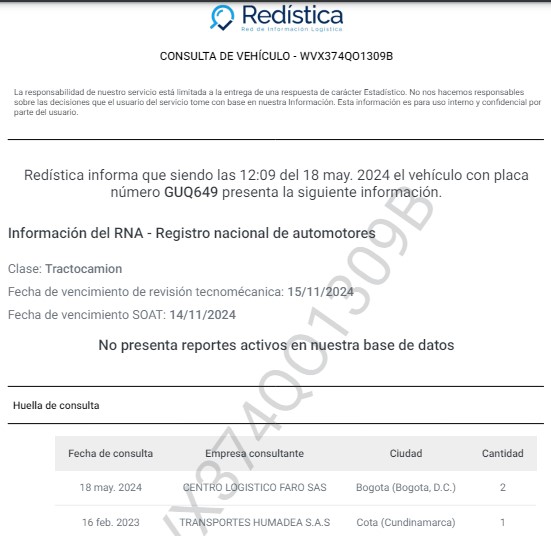 Redístico
Red de Información Logística
CONSULTA DE VEHÍCULO - WVX374QO1309B
La responsabilidad de nuestro servicio está limitada a la entrega de una respuesta de carácter Estadístico. No nos hacemos responsables
sobre las decisiones que el usuario del servicio tome con base en nuestra Información. Esta información es para uso interno y confidencial por
parte del usuario.
Redística informa que siendo las 12:09 del 18 may. 2024 el vehículo con placa
número GUQ649 presenta la siguiente información.
Información del RNA - Registro nacional de automotores
Clase: Tractocamion
Fecha de vencimiento de revisión tecnomécanica: 15/11/2024
Fecha de vencimiento SOAT: 14/11/2024
No presenta reportes activos en nuestra base de datos
Huella de consulta
Fecha de consulta Empresa consultante Ciudad Cantidad
18 may. 2024 CENTRO LOGISTICO FARO SAS Bogota (Bogota, D.C.) 2
16 feb. 2023 TRANSPORTES HUMADEA S.A.S Cota (Cundinamarca) 1
VX374QO1309B